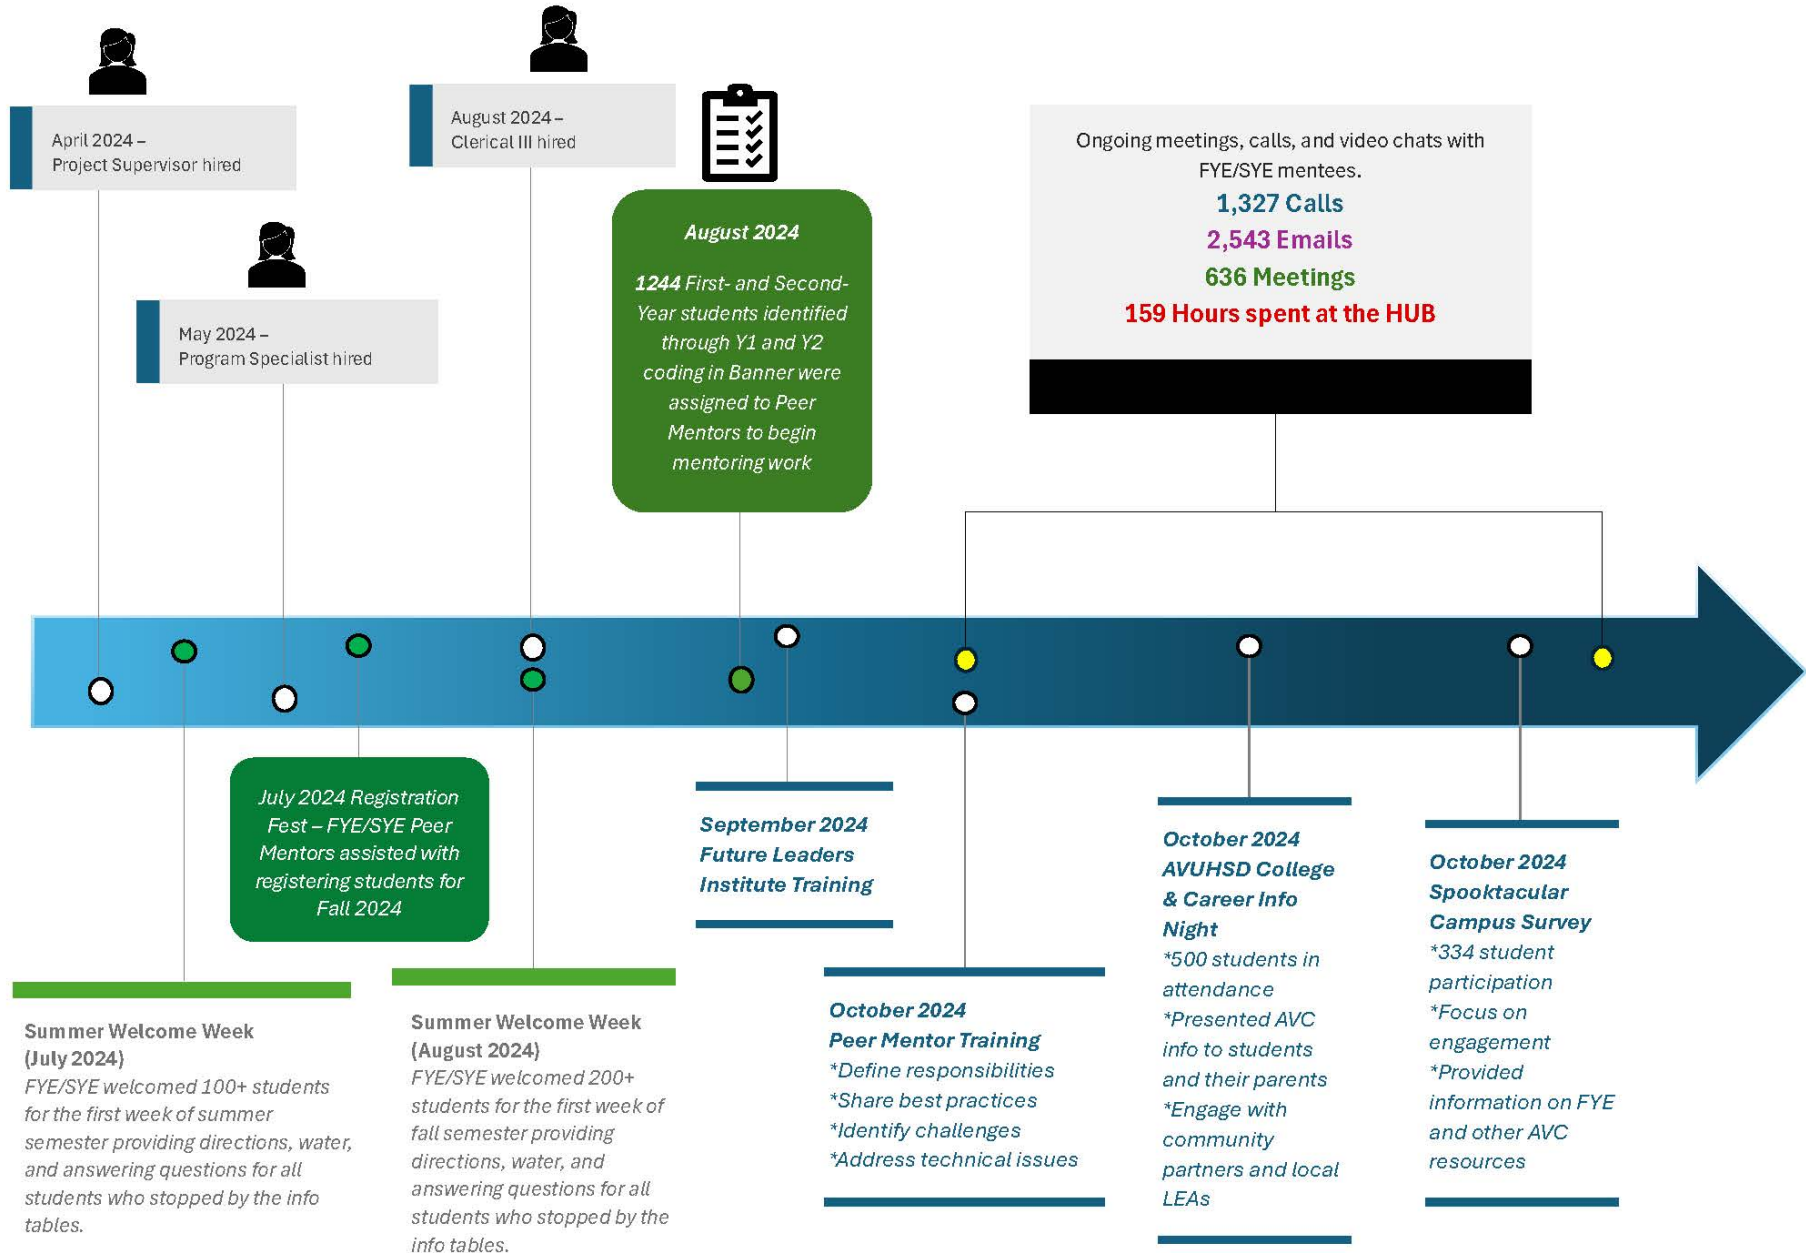 April 2024 –
Project Supervisor hired
August 2024 –
Clerical III hired
May 2024 –
Program Specialist hired
August 2024
1244 First- and Second-
Year students identified
through Y1 and Y2
coding in Banner were
assigned to Peer
Mentors to begin
mentoring work
Ongoing meetings, calls, and video chats with
FYE/SYE mentees.
1,327 Calls
2,543 Emails
636 Meetings
159 Hours spent at the HUB
July 2024 Registration
Fest – FYE/SYE Peer
Mentors assisted with
registering students for
Fall 2024
Summer Welcome Week
(July 2024)
FYE/SYE welcomed 100+ students
for the first week of summer
semester providing directions, water,
and answering questions for all
students who stopped by the info
tables.
Summer Welcome Week
(August 2024)
FYE/SYE welcomed 200+
students for the first week of
fall semester providing
directions, water, and
answering questions for all
students who stopped by the
info tables.
September 2024
Future Leaders
Institute Training
October 2024
Peer Mentor Training
*Define responsibilities
*Share best practices
*Identify challenges
*Address technical issues
October 2024
AVUHSD College
& Career Info
Night
*500 students in
attendance
*Presented AVC
info to students
and their parents
*Engage with
community
partners and local
LEAs
October 2024
Spooktacular
Campus Survey
*334 student
participation
*Focus on
engagement
*Provided
information on FYE
and other AVC
resources